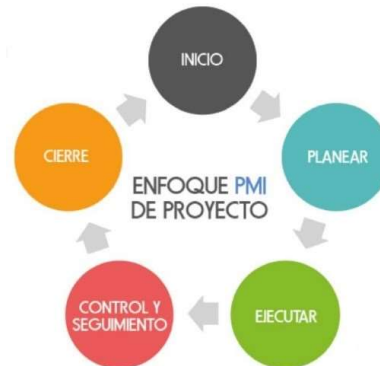 INICIO
PLANEAR
EJECUTAR
CONTROL Y
SEGUIMIENTO
CIERRE
ENFOQUE PMI
DE PROYECTO